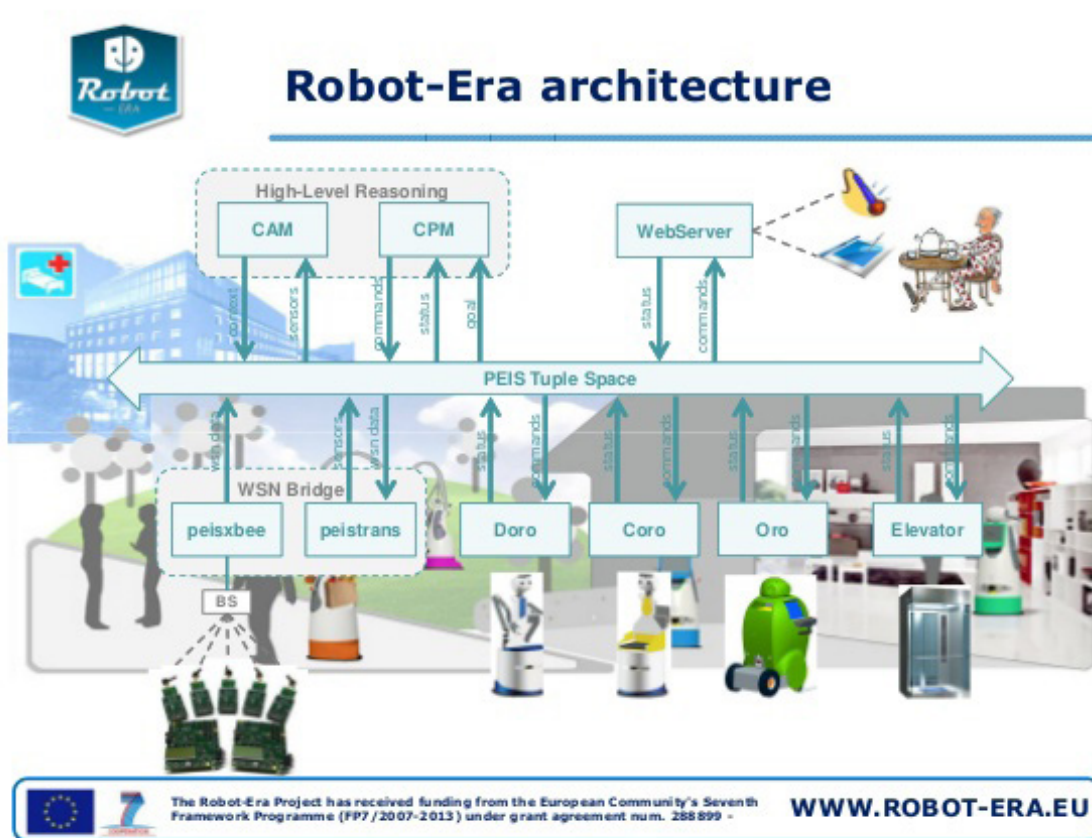 Robot
ERA
Robot-Era architecture
High-Level Reasoning
CAM
CPM
WebServer
context
sensors
commands
status
goal
status
commands
PEIS Tuple Space
wsn data
sensors
wsn data
status
commands
status
commands
status
commands
status
commands
WSN Bridge
peisxbee
peistrans
Doro
Coro
Oro
Elevator
BS
7
The Robot-Era Project has received funding from the European Community's Seventh
Framework Programme (FP7/2007-2013) under grant agreement num. 288899 -
WWW.ROBOT-ERA.EU